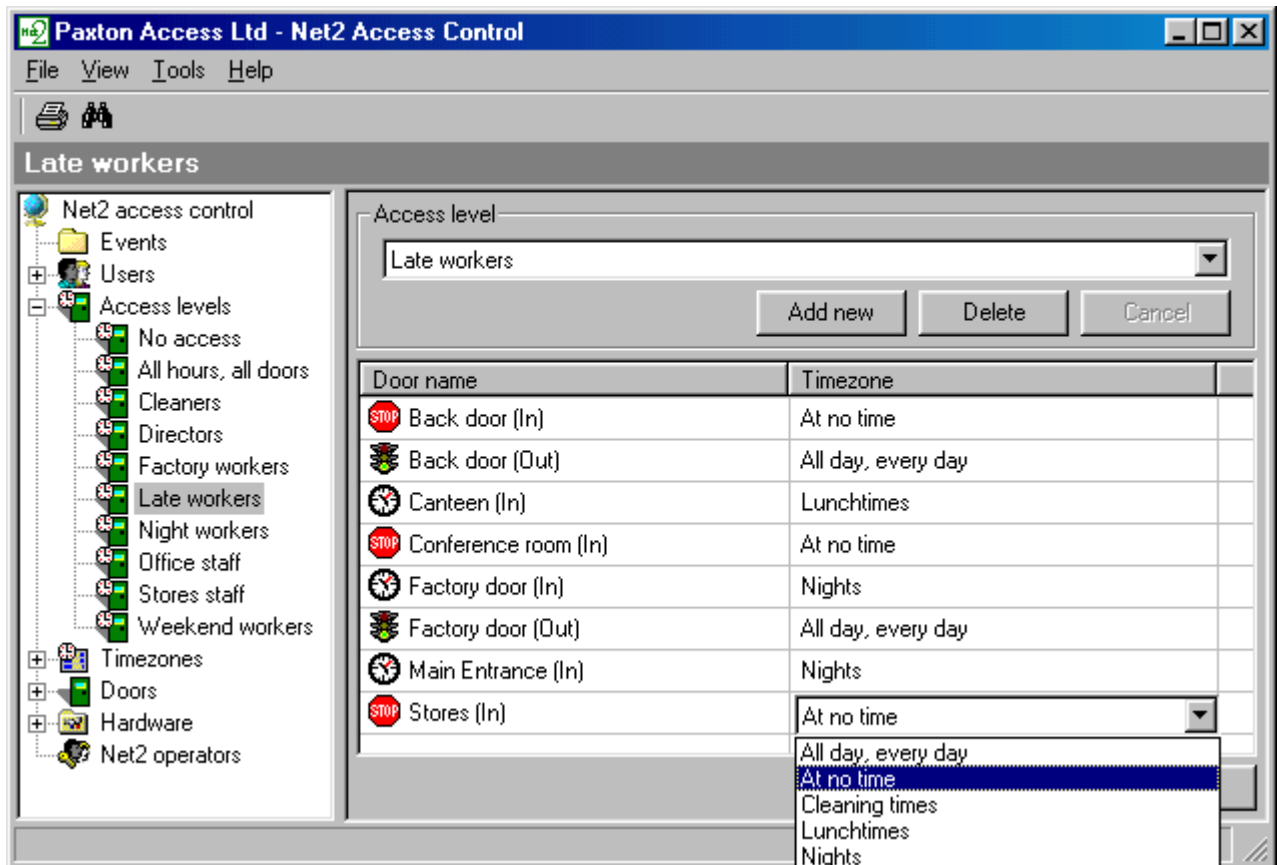 Net2 Paxton Access Ltd - Net2 Access Control
File View Tools Help
Late workers
Net2 access control
Events
Users
Access levels
No access
All hours, all doors
Cleaners
Directors
Factory workers
Late workers
Night workers
Office staff
Stores staff
Weekend workers
Timezones
Doors
Hardware
Net2 operators
Access level
Late workers
Add new Delete Cancel
Door name Timezone
STOP Back door (In) At no time
Back door (Out) All day, every day
Canteen (In) Lunchtimes
STOP Conference room (In) At no time
Factory door (In) Nights
Factory door (Out) All day, every day
Main Entrance (In) Nights
STOP Stores (In) At no time
All day, every day
At no time
Cleaning times
Lunchtimes
Nights